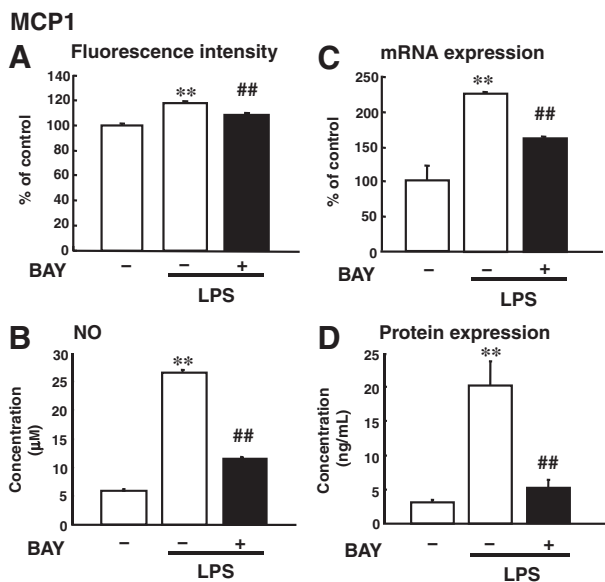 MCP1
A Fluorescence intensity
% of control
140
120
100
80
60
40
20
0
**
##
BAY − − +
LPS
C mRNA expression
% of control
250
200
150
100
50
0
**
##
BAY − − +
LPS
B NO
Concentration
(µM)
30
25
20
15
10
5
0
**
##
BAY − − +
LPS
D Protein expression
Concentration
(ng/mL)
25
20
15
10
5
0
**
##
BAY − − +
LPS